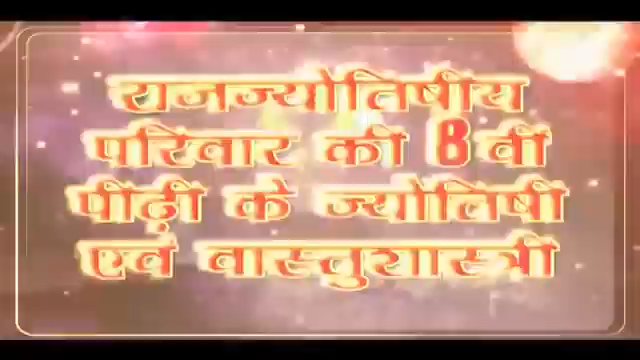 राजज्योतिषीय
परिवार की 8 वीं
पीढ़ी के ज्योतिषी
एवं वास्तुशास्त्री